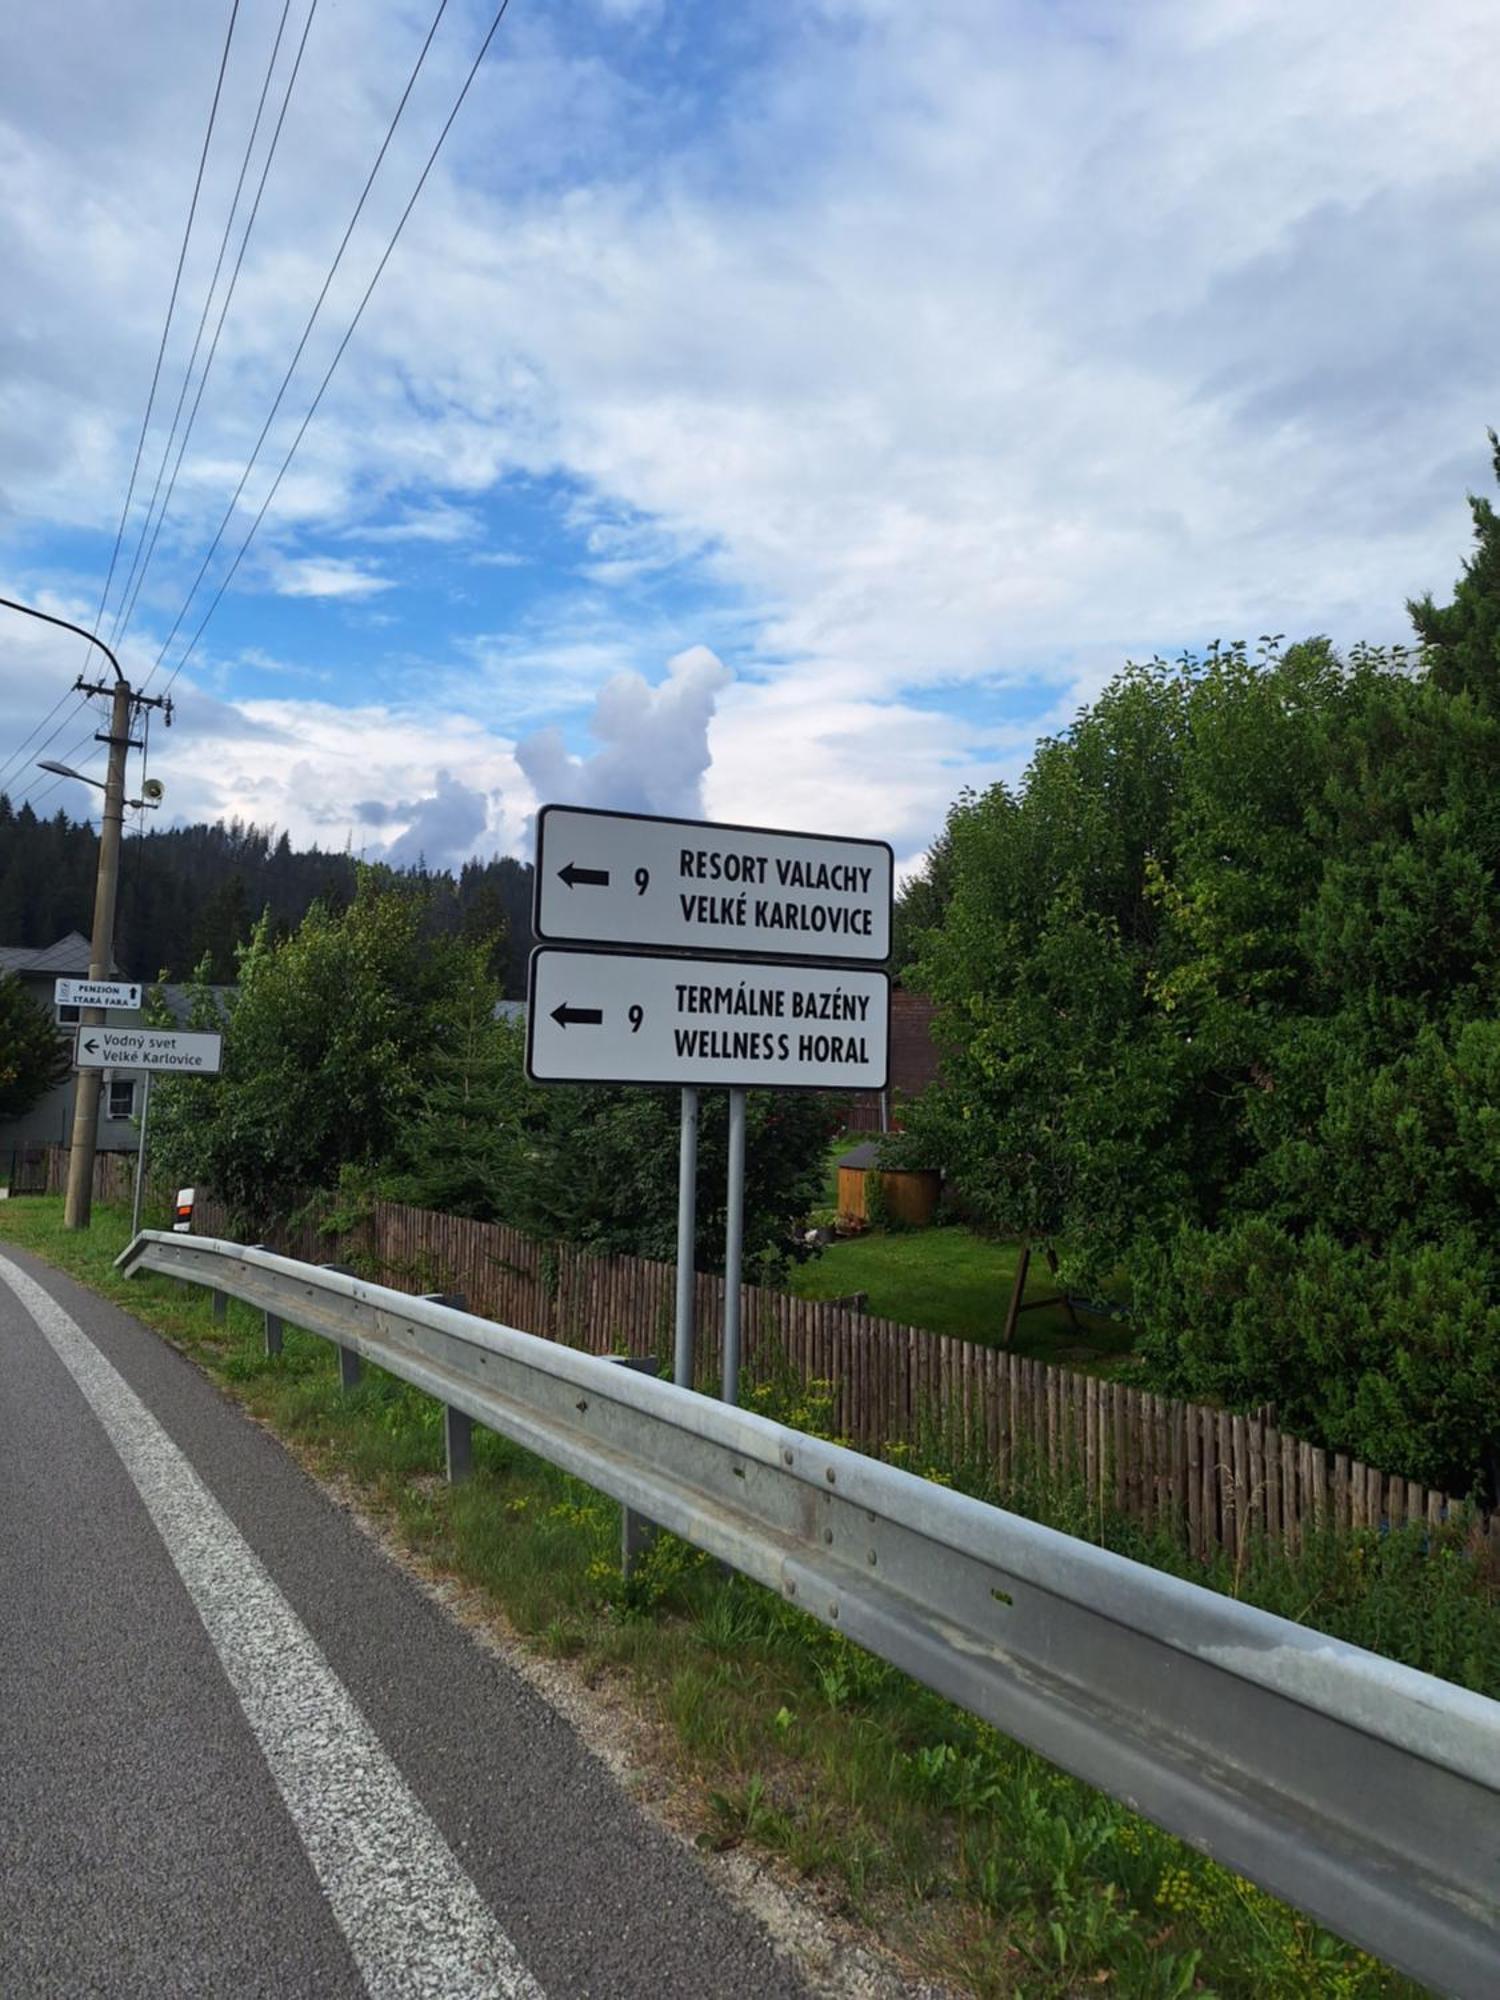 9 RESORT VALACHY
VELKÉ KARLOVICE
9 TERMÁLNE BAZÉNY
WELLNESS HORAL
PENZIÓN
STARÁ FARA
Vodný svet
Velké Karlovice